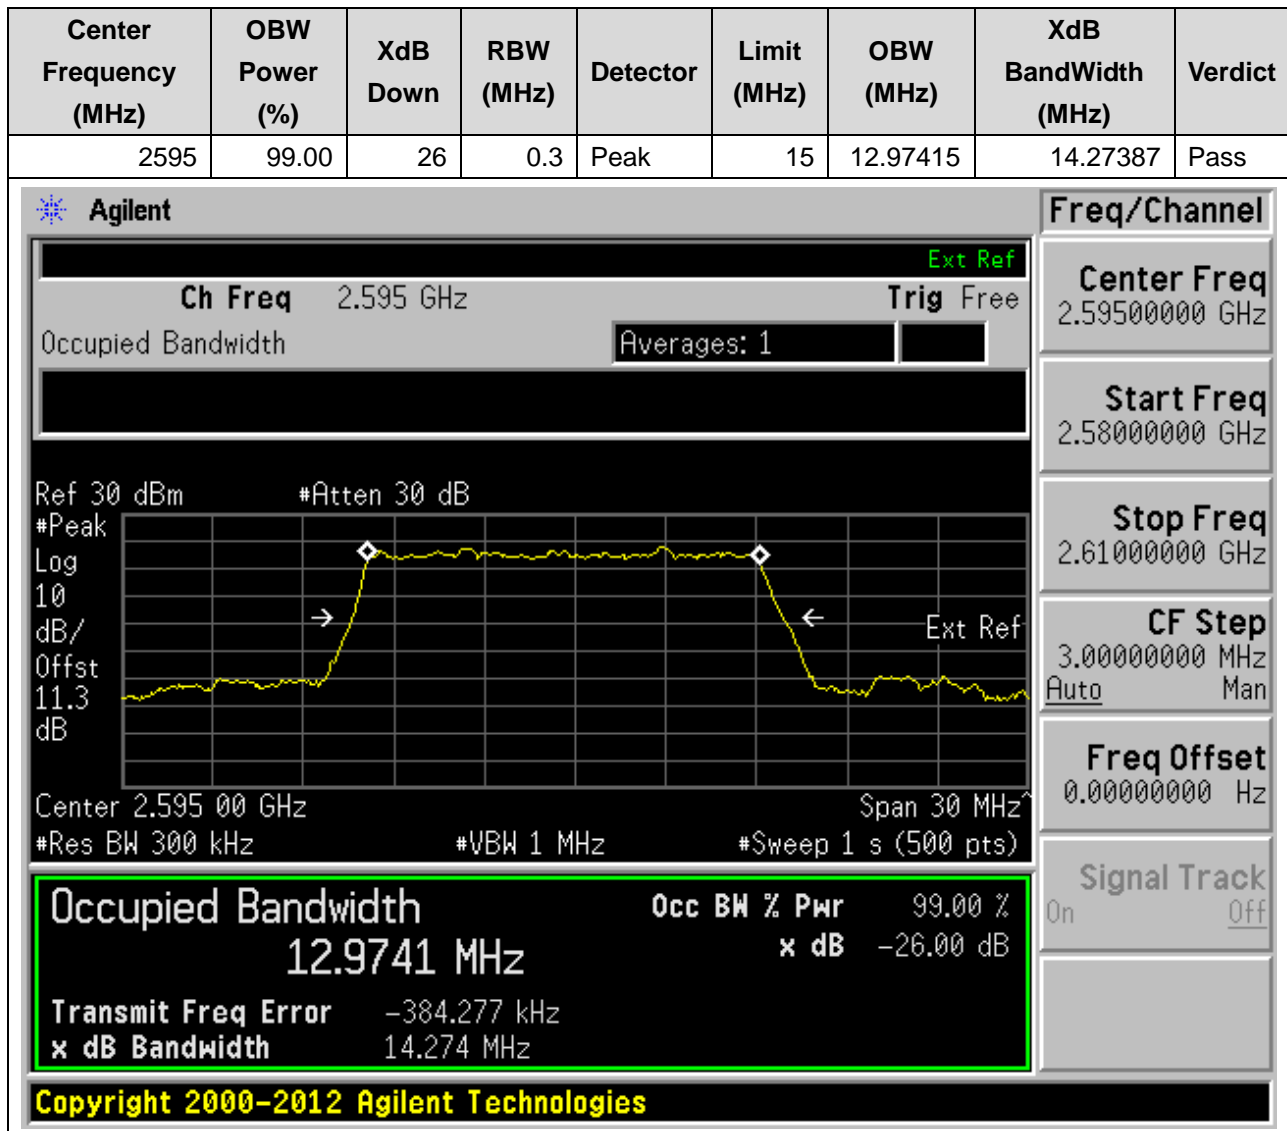 Center Frequency (MHz) OBW Power (%) XdB Down RBW (MHz) Detector Limit (MHz) OBW (MHz) XdB BandWidth (MHz) Verdict
2595 99.00 26 0.3 Peak 15 12.97415 14.27387 Pass
Agilent
Freq/Channel
Ext Ref
Ch Freq 2.595 GHz Trig Free
Occupied Bandwidth Averages: 1
Center Freq
2.59500000 GHz
Start Freq
2.58000000 GHz
Stop Freq
2.61000000 GHz
CF Step
3.00000000 MHz
Auto Man
Freq Offset
0.00000000 Hz
Signal Track
On Off
Ref 30 dBm #Atten 30 dB
#Peak
Log
10
dB/
Offst
11.3
dB
Ext Ref
Center 2.595 00 GHz Span 30 MHz^
#Res BW 300 kHz #VBW 1 MHz #Sweep 1 s (500 pts)
Occupied Bandwidth Occ BW % Pwr 99.00 %
12.9741 MHz x dB -26.00 dB
Transmit Freq Error -384.277 kHz
x dB Bandwidth 14.274 MHz
Copyright 2000-2012 Agilent Technologies